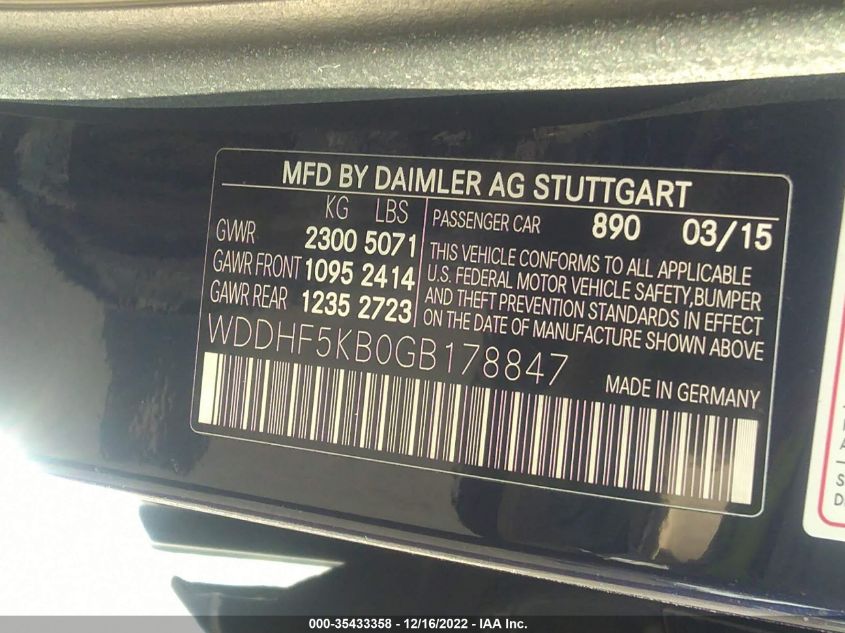 MFD BY DAIMLER AG STUTTGART
KG LBS
GVWR 2300 5071
GAWR FRONT 1095 2414
GAWR REAR 1235 2723
PASSENGER CAR 890 03/15
THIS VEHICLE CONFORMS TO ALL APPLICABLE
U.S. FEDERAL MOTOR VEHICLE SAFETY,BUMPER
AND THEFT PREVENTION STANDARDS IN EFFECT
ON THE DATE OF MANUFACTURE SHOWN ABOVE
WDDHF5KB0GB178847
MADE IN GERMANY
000-35433358 - 12/16/2022 - IAA Inc.